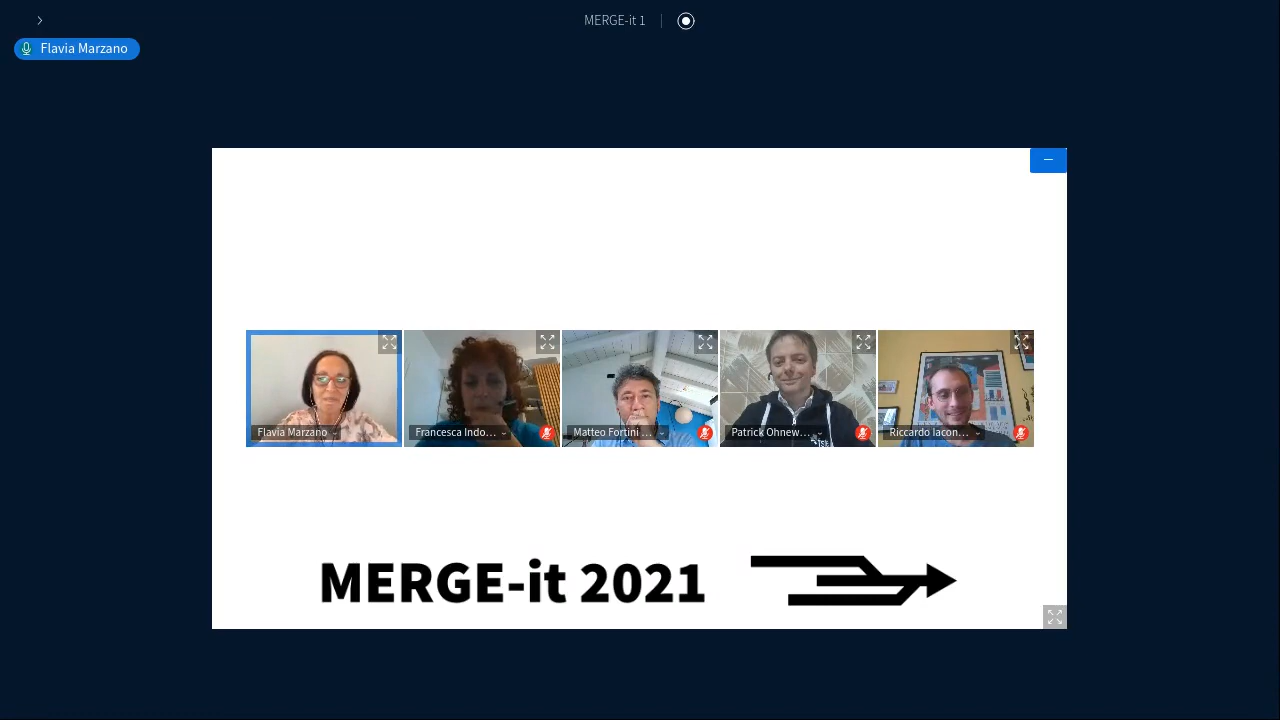 MERGE-it 1
Flavia Marzano
Flavia Marzano
Francesca Indo...
Matteo Fortini ...
Patrick Ohnew...
Riccardo Iacon...
MERGE-it 2021